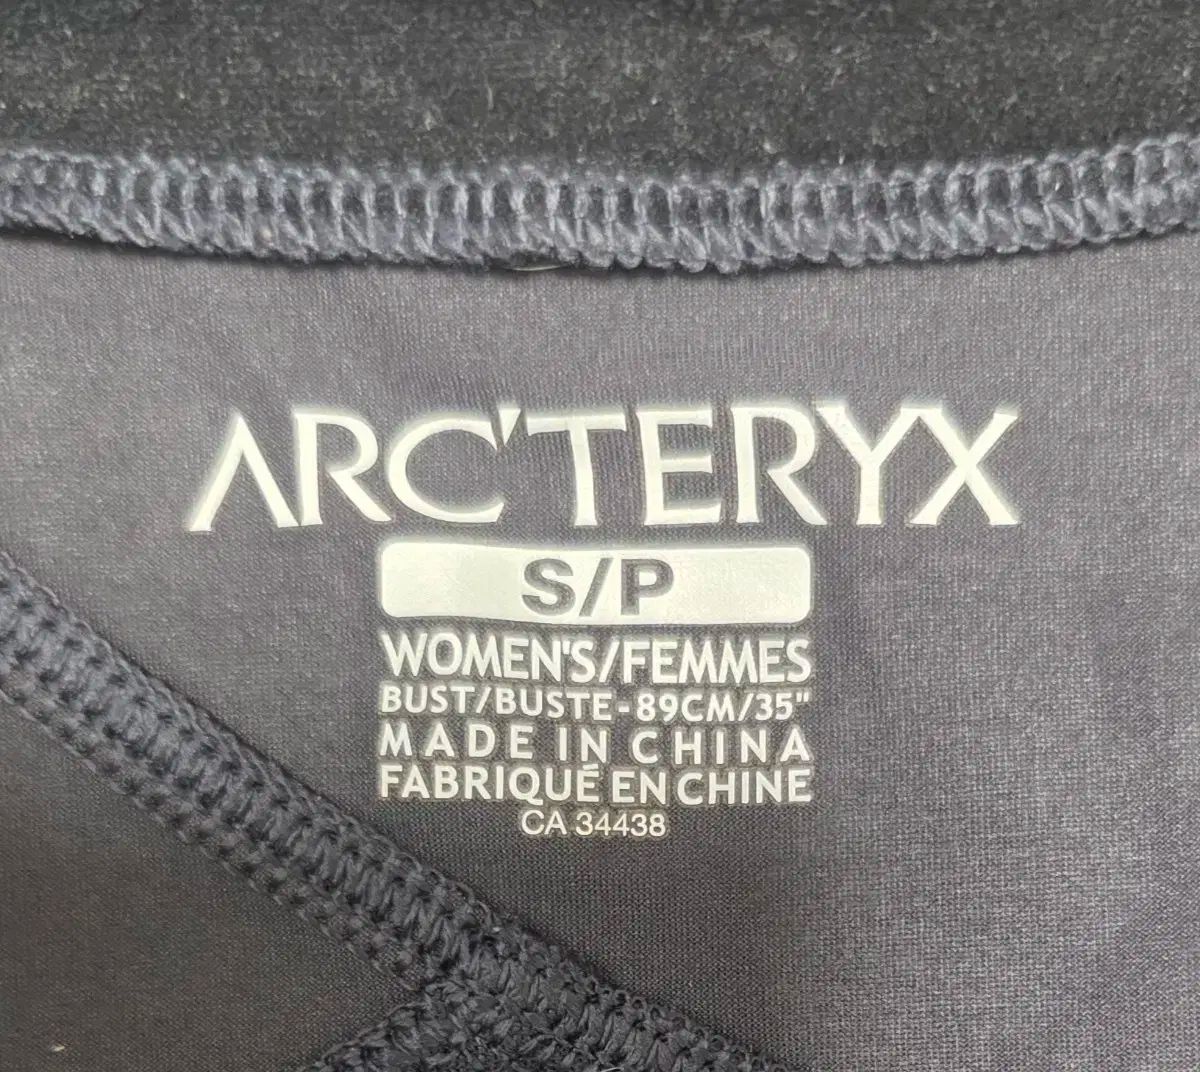 ARC'TERYX
S/P
WOMEN'S/FEMMES
BUST/BUSTE-89CM/35"
MADE IN CHINA
FABRIQUÉ EN CHINE
CA 34438